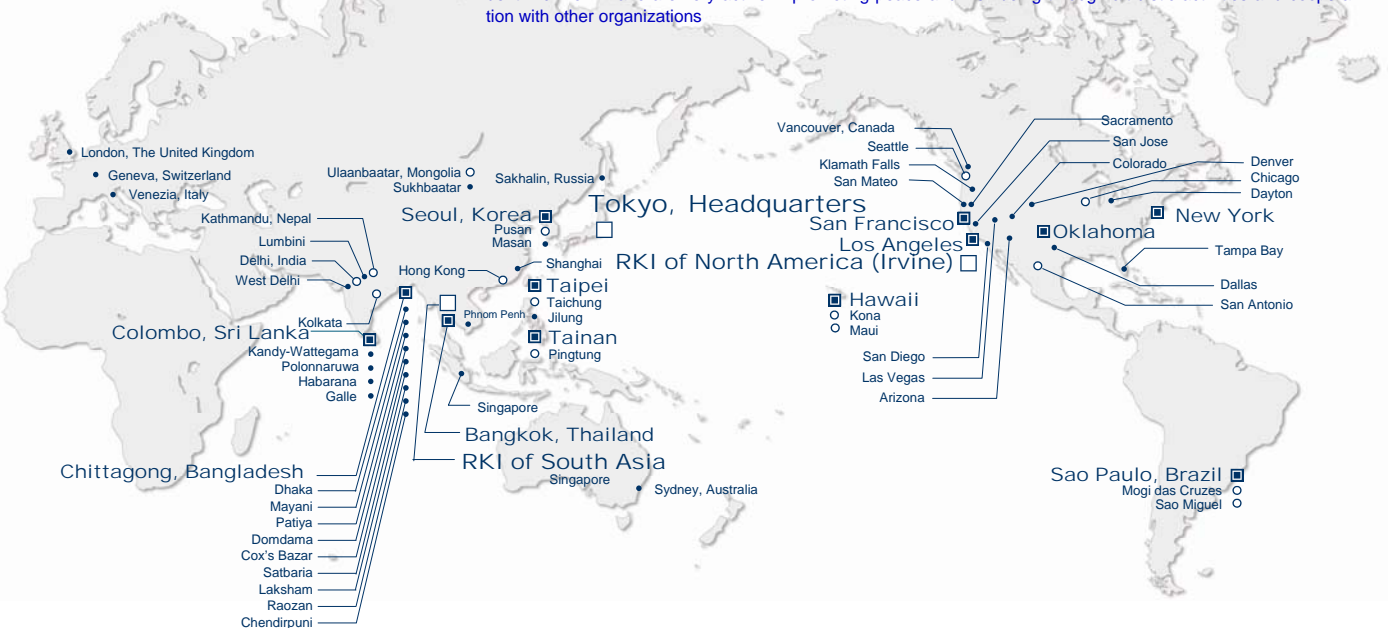 tion with other organizations
London, The United Kingdom
Geneva, Switzerland
Venezia, Italy
Ulaanbaatar, Mongolia
Sukhbaatar
Sakhalin, Russia
Kathmandu, Nepal
Lumbini
Delhi, India
West Delhi
Kolkata
Seoul, Korea
Pusan
Masan
Tokyo, Headquarters
Hong Kong
Shanghai
Taipei
Taichung
Jilung
Tainan
Pingtung
Phnom Penh
Colombo, Sri Lanka
Kandy-Wattegama
Polonnaruwa
Habarana
Galle
Singapore
Bangkok, Thailand
RKI of South Asia
Singapore
Sydney, Australia
Chittagong, Bangladesh
Dhaka
Mayani
Patiya
Domdama
Cox's Bazar
Satbaria
Laksham
Raozan
Chendirpuni
Vancouver, Canada
Seattle
Klamath Falls
San Mateo
San Francisco
Los Angeles
RKI of North America (Irvine)
Sacramento
San Jose
Colorado
Denver
Chicago
Dayton
New York
Oklahoma
Tampa Bay
Dallas
San Antonio
Hawaii
Kona
Maui
San Diego
Las Vegas
Arizona
Sao Paulo, Brazil
Mogi das Cruzes
Sao Miguel